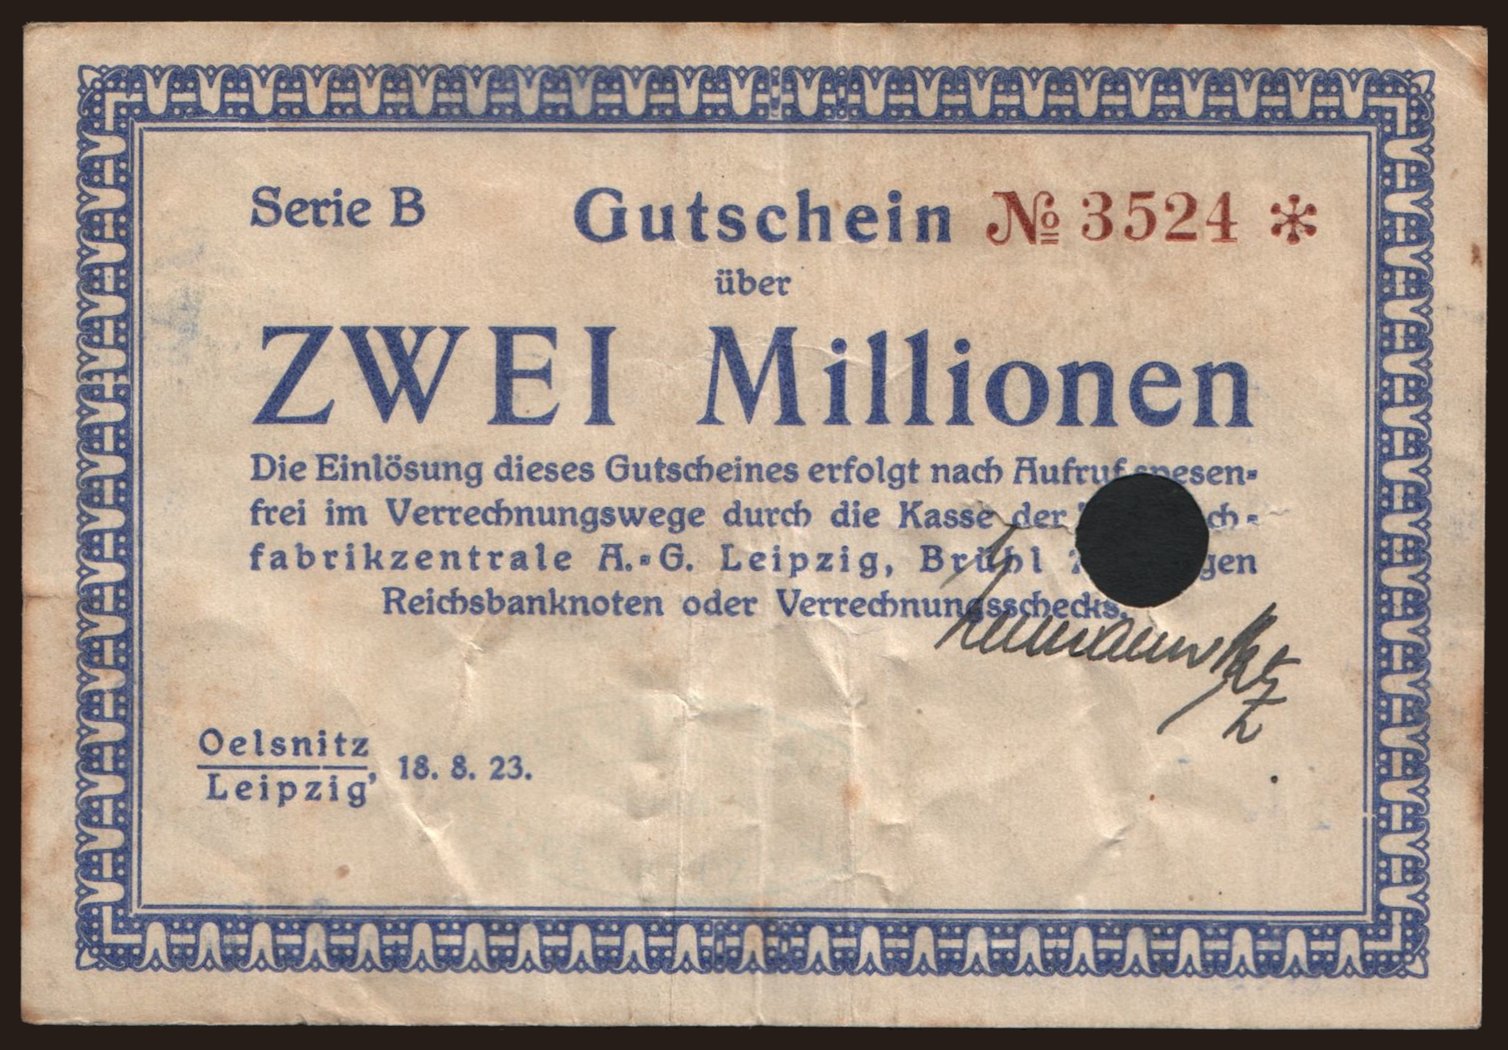 Serie B Gutschein № 3524 *
über
ZWEI Millionen
Die Einlösung dieses Gutscheines erfolgt nach Aufruf spesen=
frei im Verrechnungswege durch die Kasse der
fabrikzentrale A.=G. Leipzig, Brühl
Reichsbanknoten oder Verrechnungsschecks.
Oelsnitz
Leipzig, 18. 8. 23.